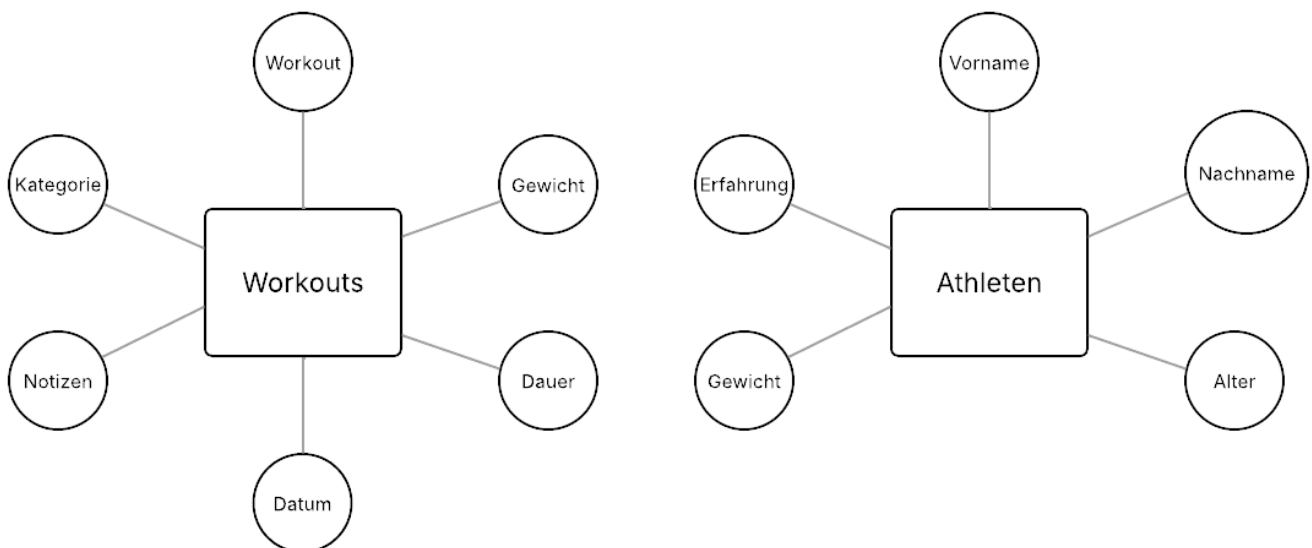 Workout
Vorname
Kategorie
Gewicht
Erfahrung
Nachname
Workouts
Athleten
Notizen
Dauer
Gewicht
Alter
Datum